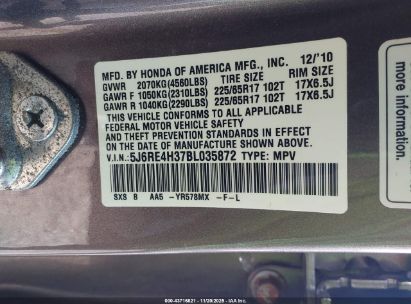 MFD. BY HONDA OF AMERICA MFG., INC. 12/'10
GVWR 2070KG(4560LBS) TIRE SIZE RIM SIZE
GAWR F 1050KG(2310LBS) 225/65R17 102T 17X6.5J
GAWR R 1040KG(2290LBS) 225/65R17 102T 17X6.5J
THIS VEHICLE CONFORMS TO ALL APPLICABLE
FEDERAL MOTOR VEHICLE SAFETY
AND THEFT PREVENTION STANDARDS IN EFFECT
ON THE DATE OF MANUFACTURE SHOWN ABOVE.
V.I.N:5J6RE4H37BL035872 TYPE: MPV
SXS B AA5 -YR578MX -F-L